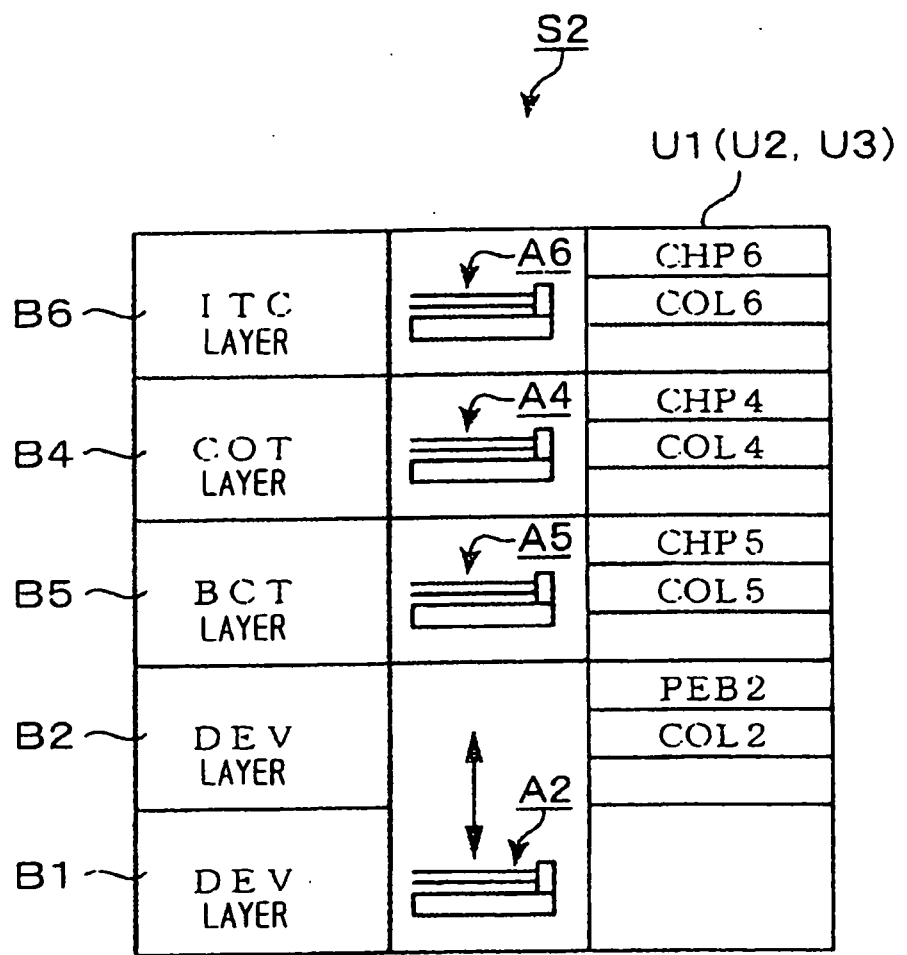 S2
U1(U2, U3)
B6
ITC
LAYER
A6
CHP6
COL6
B4
COT
LAYER
A4
CHP4
COL4
B5
BCT
LAYER
A5
CHP5
COL5
B2
DEV
LAYER
PEB2
COL2
B1
DEV
LAYER
A2